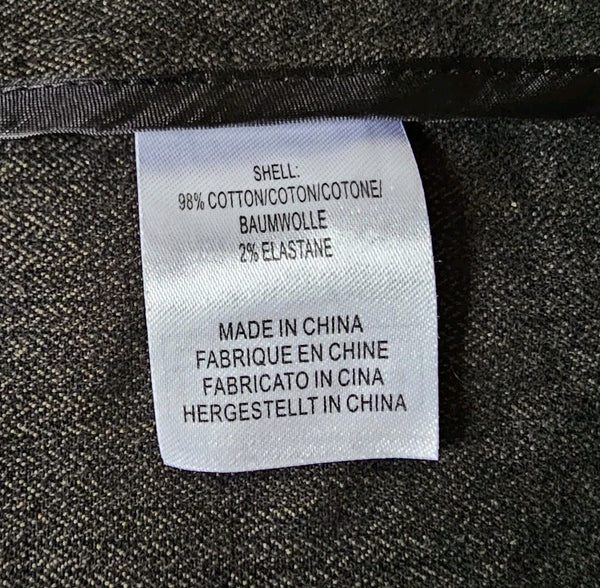 SHELL:
98% COTTON/COTON/COTONE/
BAUMWOLLE
2% ELASTANE
MADE IN CHINA
FABRIQUE EN CHINE
FABRICATO IN CINA
HERGESTELLT IN CHINA